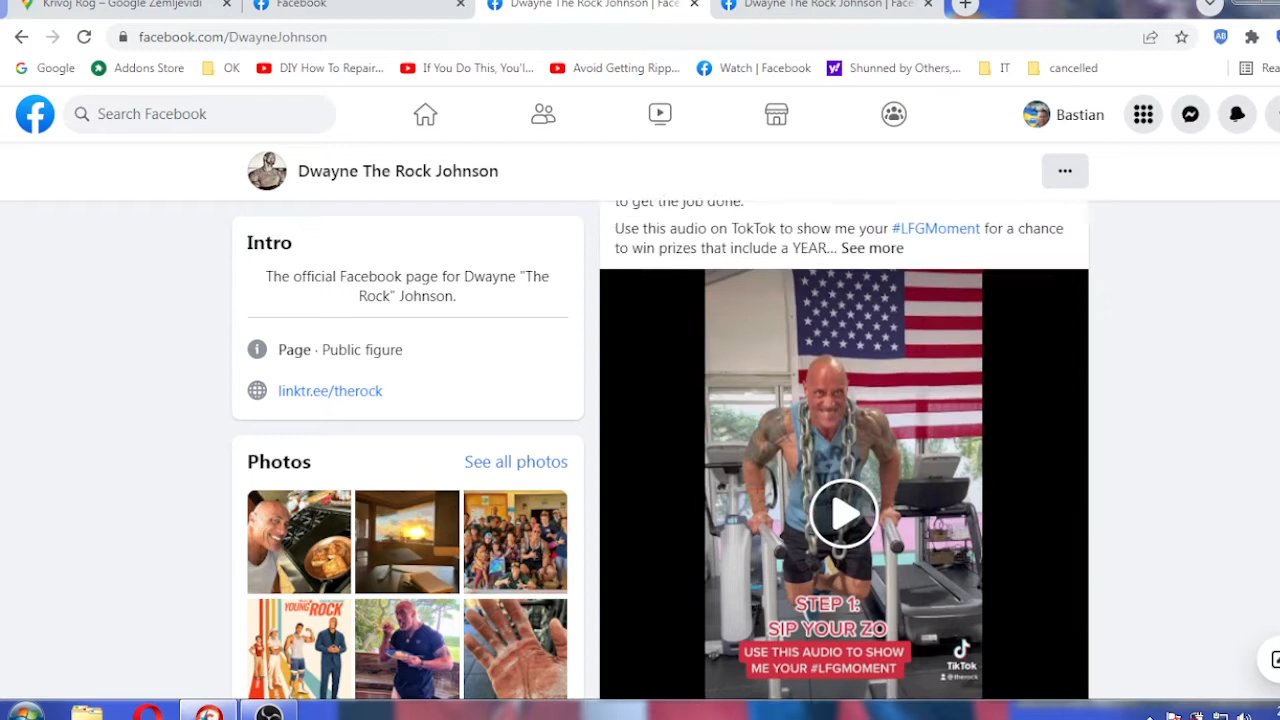 Krivoj Rog – Google Zemljevidi
Facebook
Dwayne The Rock Johnson | Face
Dwayne The Rock Johnson | Face
facebook.com/DwayneJohnson
Google
Addons Store
OK
DIY How To Repair...
If You Do This, You'l...
Avoid Getting Ripp...
Watch | Facebook
Shunned by Others,...
IT
cancelled
Rea
Search Facebook
Bastian
Dwayne The Rock Johnson
to get the job done.
Use this audio on TokTok to show me your #LFGMoment for a chance
to win prizes that include a YEAR... See more
Intro
The official Facebook page for Dwayne "The
Rock" Johnson.
Page · Public figure
linktr.ee/therock
Photos
See all photos
YOUNG ROCK
STEP 1:
SIP YOUR ZO
USE THIS AUDIO TO SHOW
ME YOUR #LFGMOMENT
TikTok
@therock